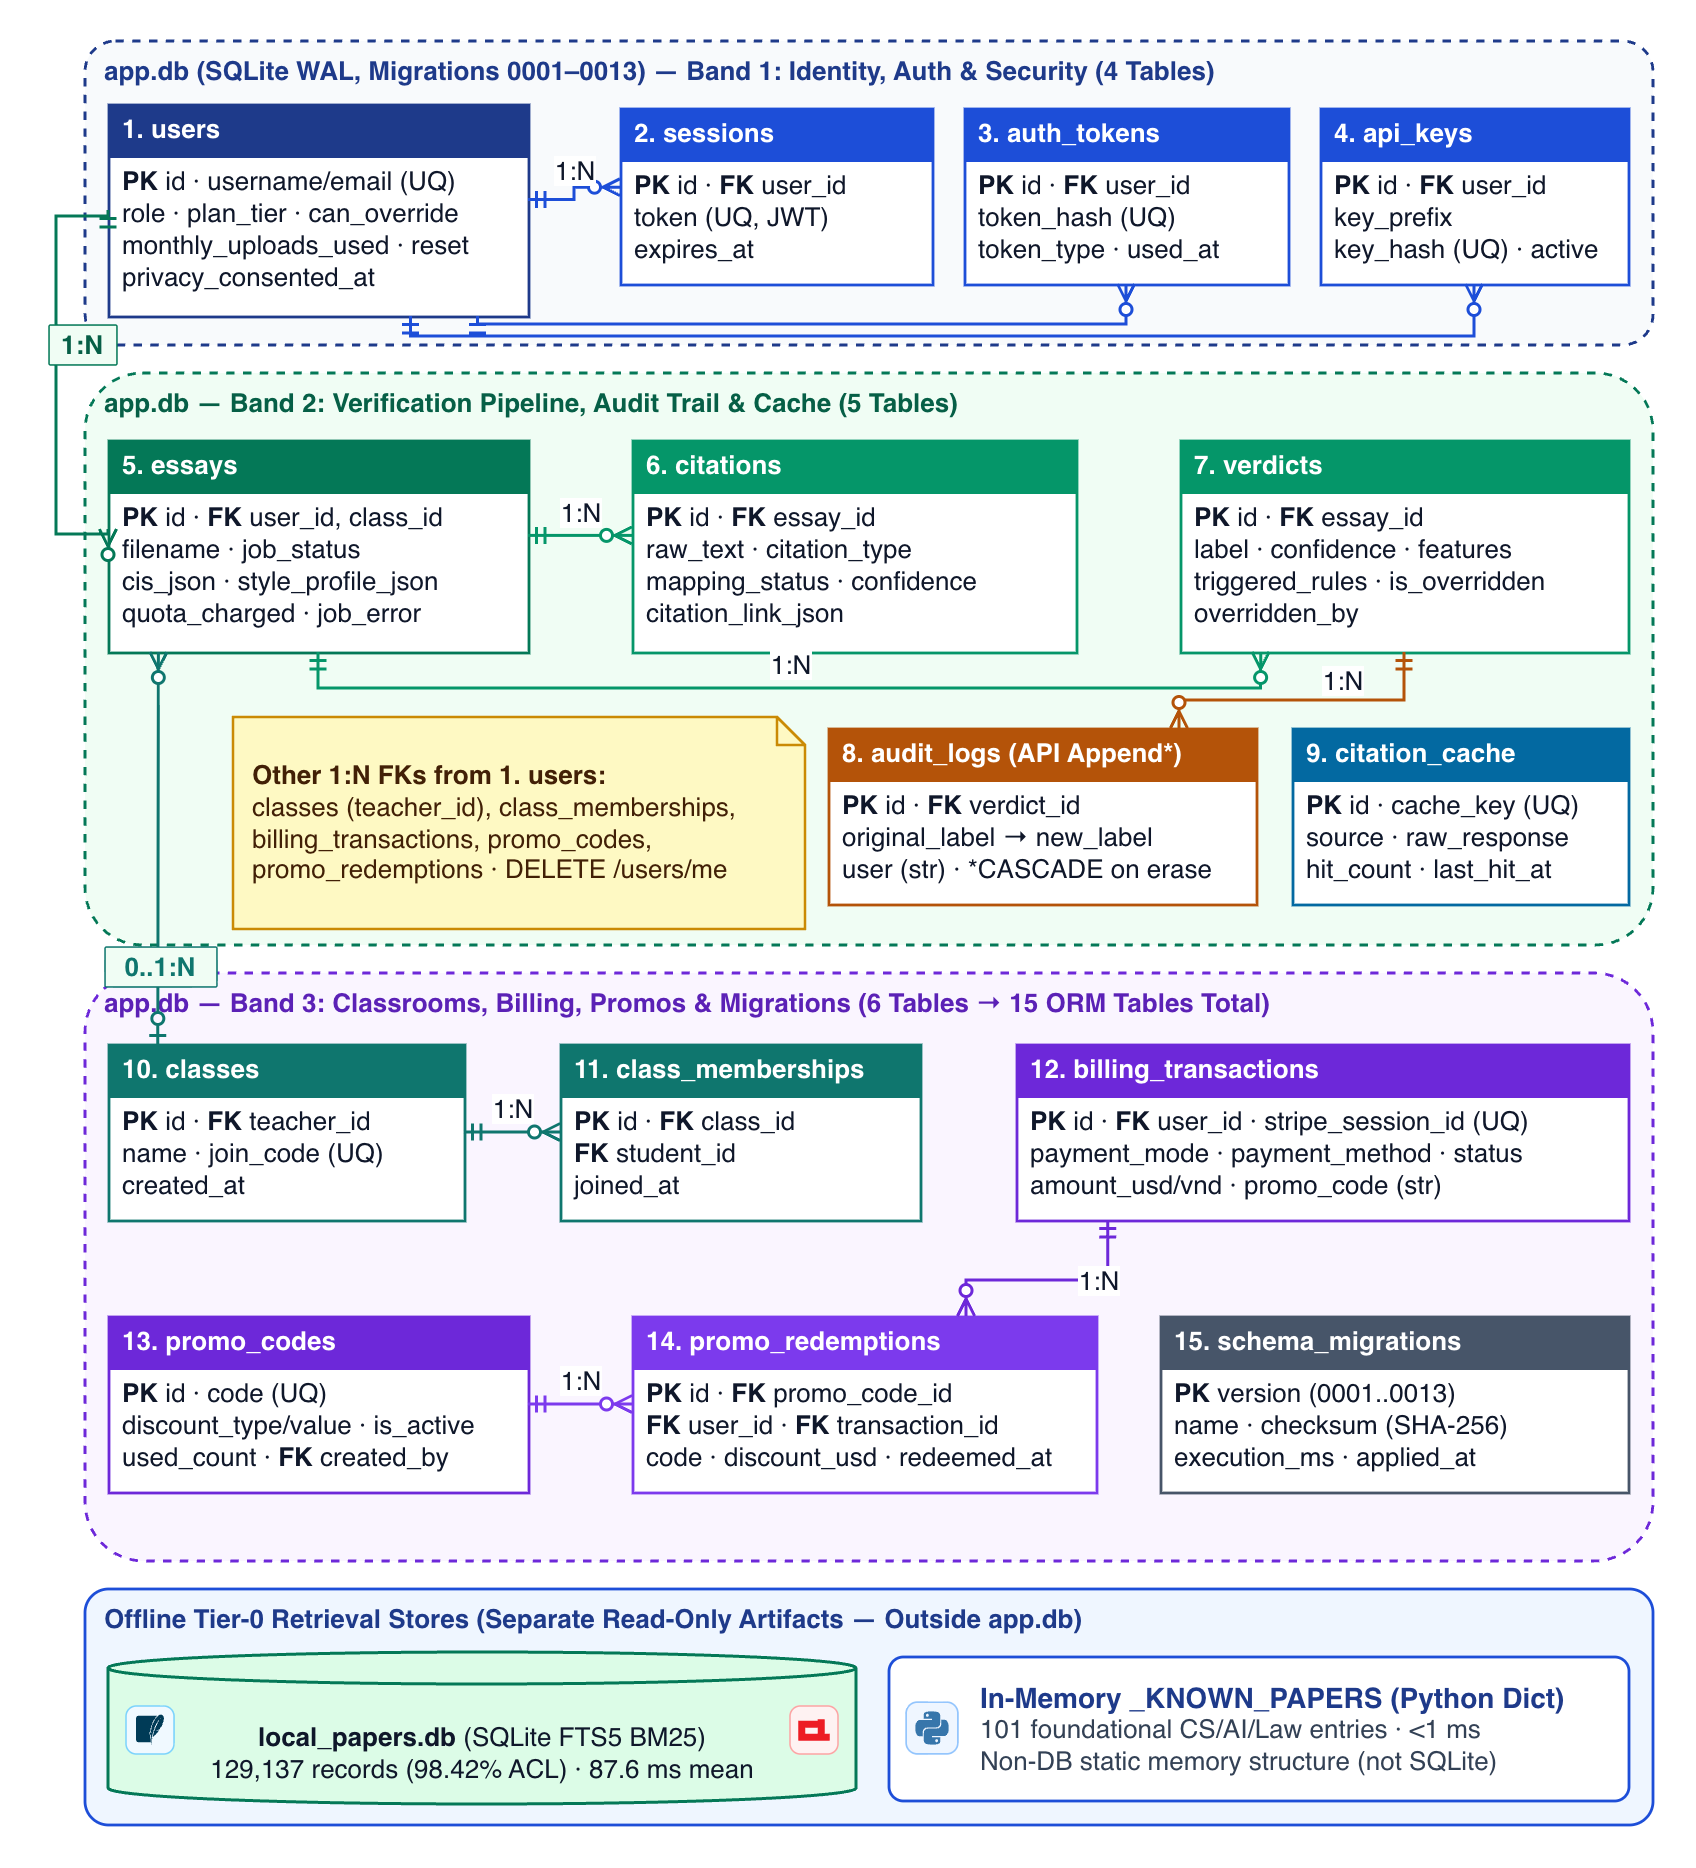 app.db (SQLite WAL, Migrations 0001–0013) — Band 1: Identity, Auth & Security (4 Tables)
1. users
PK id · username/email (UQ)
role · plan_tier · can_override
monthly_uploads_used · reset
privacy_consented_at
1:N
2. sessions
PK id · FK user_id
token (UQ, JWT)
expires_at
3. auth_tokens
PK id · FK user_id
token_hash (UQ)
token_type · used_at
4. api_keys
PK id · FK user_id
key_prefix
key_hash (UQ) · active
1:N
app.db — Band 2: Verification Pipeline, Audit Trail & Cache (5 Tables)
5. essays
PK id · FK user_id, class_id
filename · job_status
cis_json · style_profile_json
quota_charged · job_error
1:N
6. citations
PK id · FK essay_id
raw_text · citation_type
mapping_status · confidence
citation_link_json
7. verdicts
PK id · FK essay_id
label · confidence · features
triggered_rules · is_overridden
overridden_by
1:N
1:N
Other 1:N FKs from 1. users:
classes (teacher_id), class_memberships,
billing_transactions, promo_codes,
promo_redemptions · DELETE /users/me
8. audit_logs (API Append*)
PK id · FK verdict_id
original_label → new_label
user (str) · *CASCADE on erase
9. citation_cache
PK id · cache_key (UQ)
source · raw_response
hit_count · last_hit_at
0..1:N
app.db — Band 3: Classrooms, Billing, Promos & Migrations (6 Tables → 15 ORM Tables Total)
10. classes
PK id · FK teacher_id
name · join_code (UQ)
created_at
1:N
11. class_memberships
PK id · FK class_id
FK student_id
joined_at
12. billing_transactions
PK id · FK user_id · stripe_session_id (UQ)
payment_mode · payment_method · status
amount_usd/vnd · promo_code (str)
1:N
13. promo_codes
PK id · code (UQ)
discount_type/value · is_active
used_count · FK created_by
1:N
14. promo_redemptions
PK id · FK promo_code_id
FK user_id · FK transaction_id
code · discount_usd · redeemed_at
15. schema_migrations
PK version (0001..0013)
name · checksum (SHA-256)
execution_ms · applied_at
Offline Tier-0 Retrieval Stores (Separate Read-Only Artifacts — Outside app.db)
local_papers.db (SQLite FTS5 BM25)
129,137 records (98.42% ACL) · 87.6 ms mean
In-Memory _KNOWN_PAPERS (Python Dict)
101 foundational CS/AI/Law entries · <1 ms
Non-DB static memory structure (not SQLite)